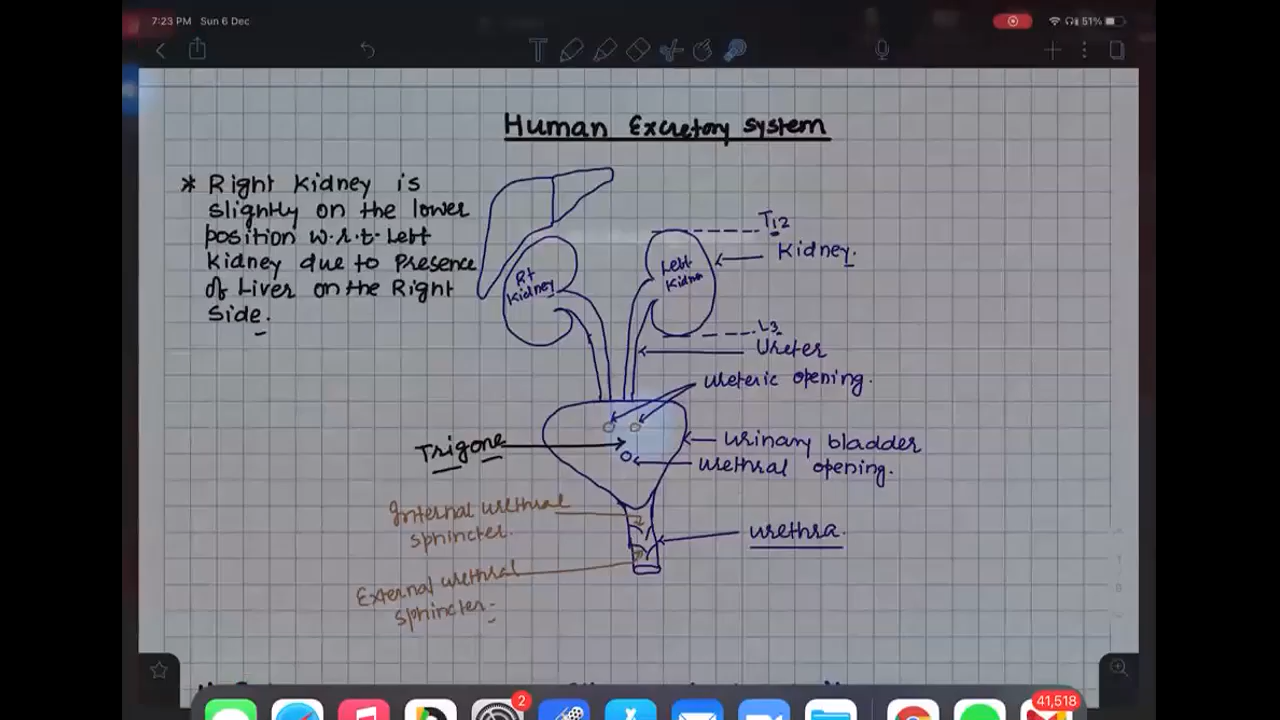 7:23 PM Sun 6 Dec
51%
Human Excretory system
* Right Kidney is
slightly on the lower
position w.r.t. Left
Kidney due to Presence
of Liver on the Right
Side.
T12
Kidney.
Rt
Kidney
Left
Kidney
L3
Ureter
Ureteric opening.
Trigone
urinary bladder
urethral opening.
Internal urethral
sphincter.
urethra.
External urethral
sphincter.
2
41,518